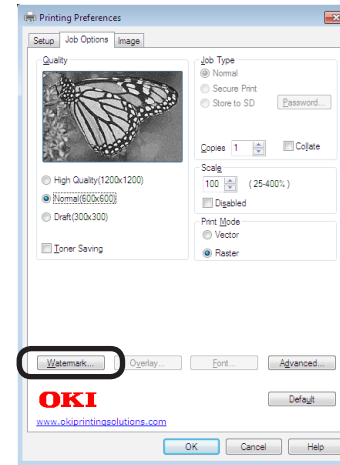 Printing Preferences
Setup Job Options Image
Quality
High Quality(1200x1200)
Normal(600x600)
Draft(300x300)
Toner Saving
Job Type
Normal
Secure Print
Store to SD Password...
Copies 1 Collate
Scale
100 (25-400%)
Disabled
Print Mode
Vector
Raster
Watermark... Overlay... Font... Advanced...
OKI Default
www.okiprintingsolutions.com
OK Cancel Help